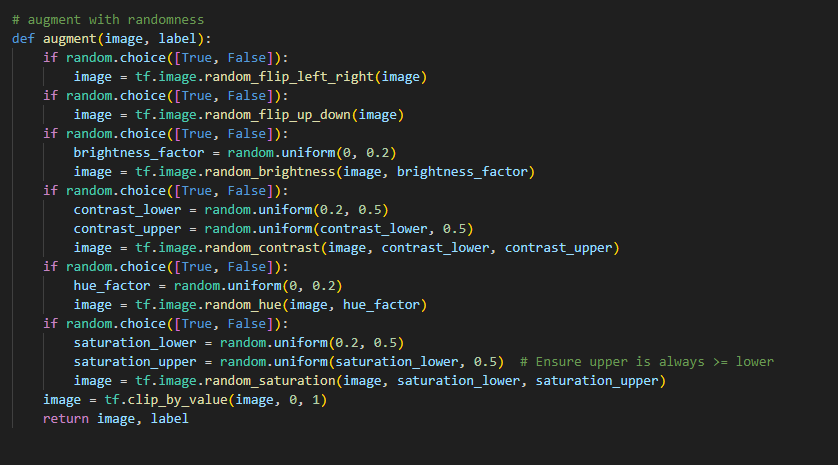 # augment with randomness
def augment(image, label):
    if random.choice([True, False]):
        image = tf.image.random_flip_left_right(image)
    if random.choice([True, False]):
        image = tf.image.random_flip_up_down(image)
    if random.choice([True, False]):
        brightness_factor = random.uniform(0, 0.2)
        image = tf.image.random_brightness(image, brightness_factor)
    if random.choice([True, False]):
        contrast_lower = random.uniform(0.2, 0.5)
        contrast_upper = random.uniform(contrast_lower, 0.5)
        image = tf.image.random_contrast(image, contrast_lower, contrast_upper)
    if random.choice([True, False]):
        hue_factor = random.uniform(0, 0.2)
        image = tf.image.random_hue(image, hue_factor)
    if random.choice([True, False]):
        saturation_lower = random.uniform(0.2, 0.5)
        saturation_upper = random.uniform(saturation_lower, 0.5)  # Ensure upper is always >= lower
        image = tf.image.random_saturation(image, saturation_lower, saturation_upper)
    image = tf.clip_by_value(image, 0, 1)
    return image, label